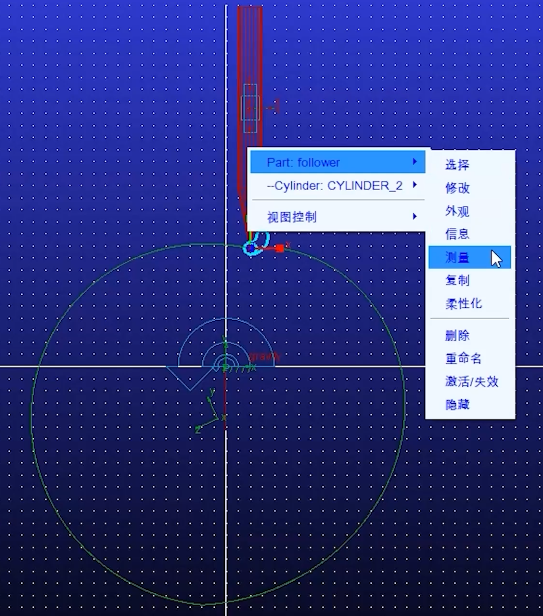 Part: follower
--Cylinder: CYLINDER_2
视图控制
选择
修改
外观
信息
测量
复制
柔性化
删除
重命名
激活/失效
隐藏
gravity
Y
X
Z